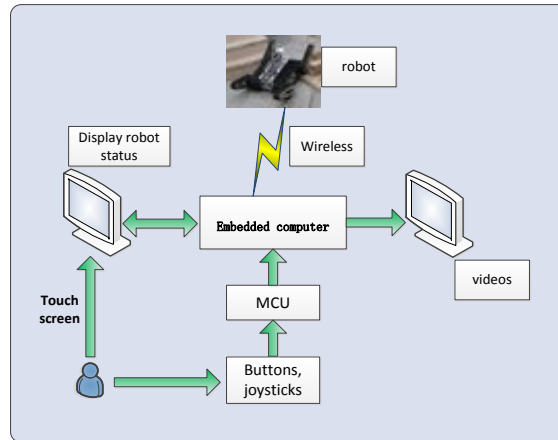 robot
Display robot
status
Wireless
Embedded computer
videos
Touch
screen
MCU
Buttons,
joysticks